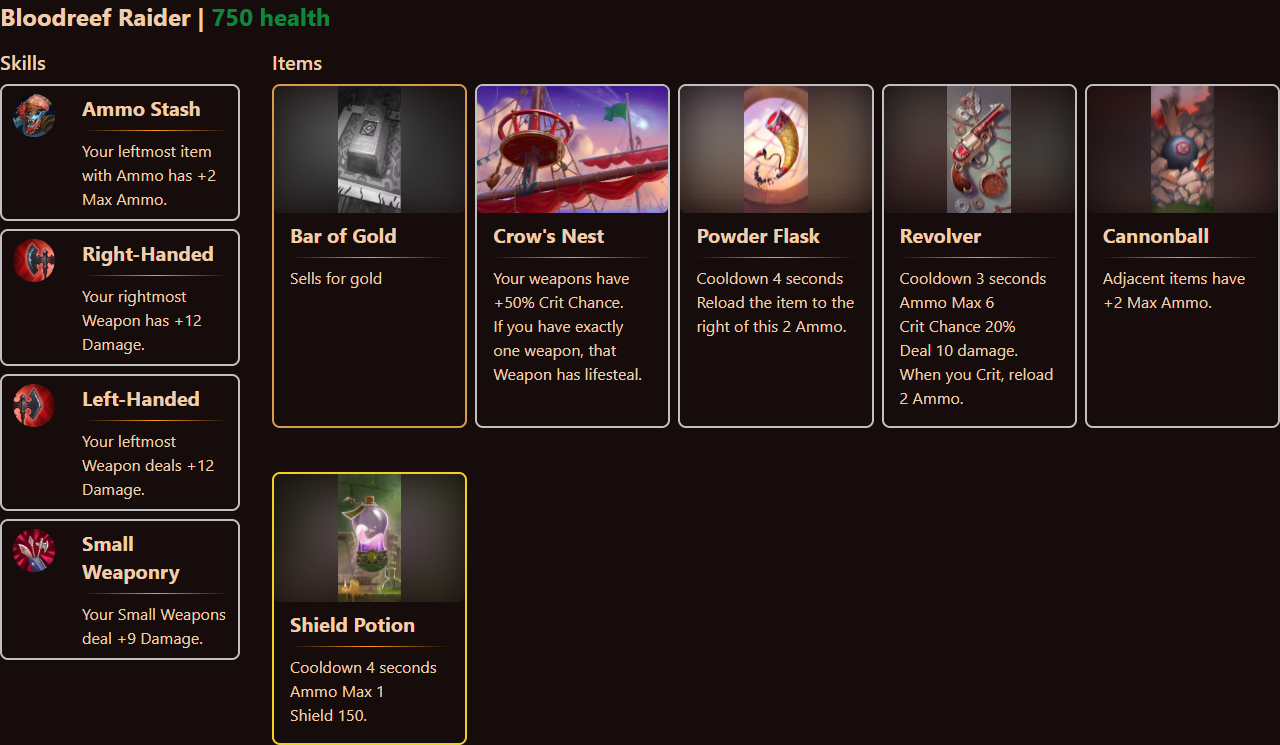 Bloodreef Raider | 750 health
Skills
Ammo Stash
Your leftmost item
with Ammo has +2
Max Ammo.
Right-Handed
Your rightmost
Weapon has +12
Damage.
Left-Handed
Your leftmost
Weapon deals +12
Damage.
Small
Weaponry
Your Small Weapons
deal +9 Damage.
Items
Bar of Gold
Sells for gold
Crow's Nest
Your weapons have
+50% Crit Chance.
If you have exactly
one weapon, that
Weapon has lifesteal.
Powder Flask
Cooldown 4 seconds
Reload the item to the
right of this 2 Ammo.
Revolver
Cooldown 3 seconds
Ammo Max 6
Crit Chance 20%
Deal 10 damage.
When you Crit, reload
2 Ammo.
Cannonball
Adjacent items have
+2 Max Ammo.
Shield Potion
Cooldown 4 seconds
Ammo Max 1
Shield 150.